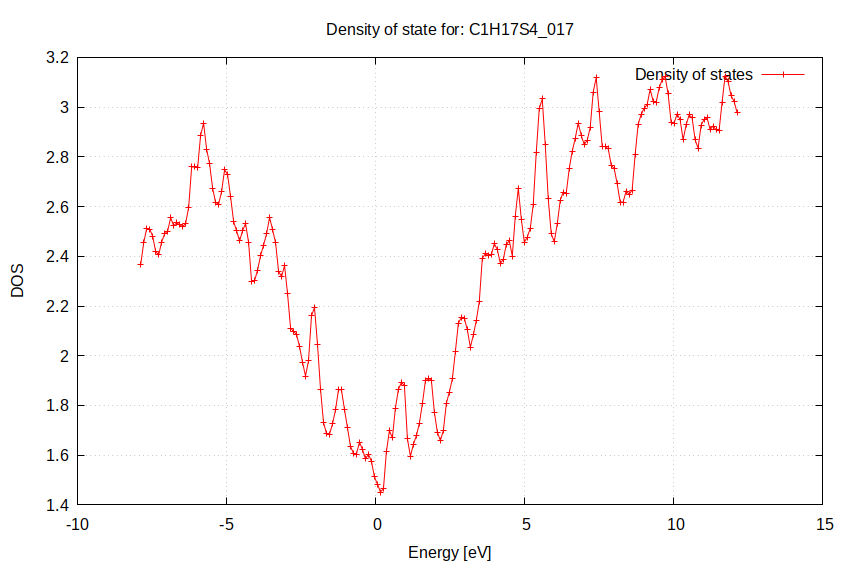 Density of state for: C1H17S4_017
Density of states
3.2
3
2.8
2.6
2.4
2.2
2
1.8
1.6
1.4
DOS
-10 -5 0 5 10 15
Energy [eV]